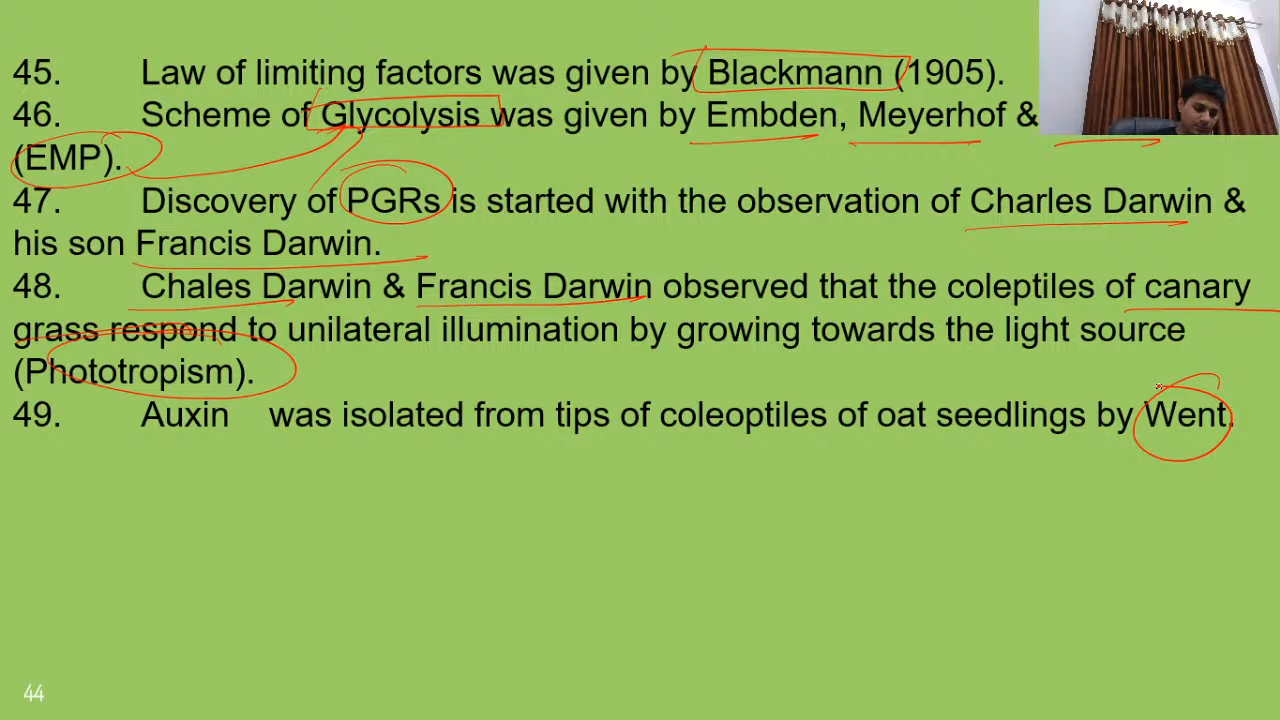 45. Law of limiting factors was given by Blackmann (1905).
46. Scheme of Glycolysis was given by Embden, Meyerhof &
(EMP).
47. Discovery of PGRs is started with the observation of Charles Darwin &
his son Francis Darwin.
48. Chales Darwin & Francis Darwin observed that the coleptiles of canary
grass respond to unilateral illumination by growing towards the light source
(Phototropism).
49. Auxin was isolated from tips of coleoptiles of oat seedlings by Went.
44